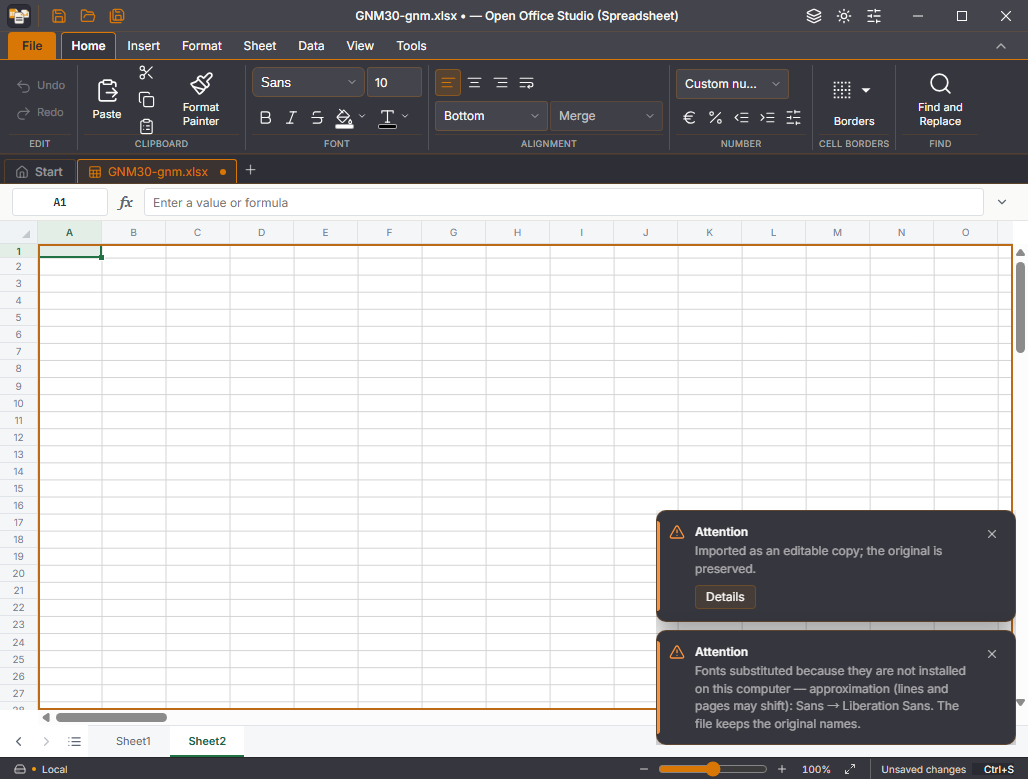 GNM30-gnm.xlsx • — Open Office Studio (Spreadsheet)
File Home Insert Format Sheet Data View Tools
Undo
Redo
EDIT
Paste
Format
Painter
CLIPBOARD
Sans 10
B I S T
FONT
Bottom Merge
ALIGNMENT
Custom nu...
€ %
NUMBER
Borders
CELL BORDERS
Find and
Replace
FIND
Start GNM30-gnm.xlsx • +
A1 fx Enter a value or formula
A B C D E F G H I J K L M N O
1
2
3
4
5
6
7
8
9
10
11
12
13
14
15
16
17
18
19
20
21
22
23
24
25
26
27
28
Attention
Imported as an editable copy; the original is
preserved.
Details
Attention
Fonts substituted because they are not installed
on this computer — approximation (lines and
pages may shift): Sans → Liberation Sans. The
file keeps the original names.
Sheet1 Sheet2
Local − + 100% Unsaved changes Ctrl+S